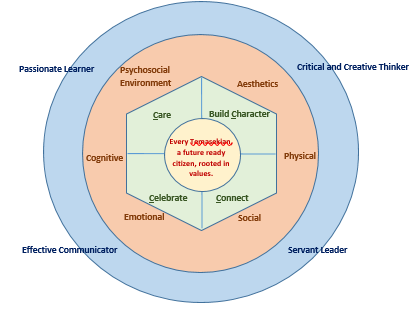 Passionate Learner
Critical and Creative Thinker
Psychosocial
Environment
Aesthetics
Care
Build Character
Every Tamasekian,
a future ready
citizen, rooted in
values.
Cognitive
Physical
Celebrate
Connect
Emotional
Social
Effective Communicator
Servant Leader